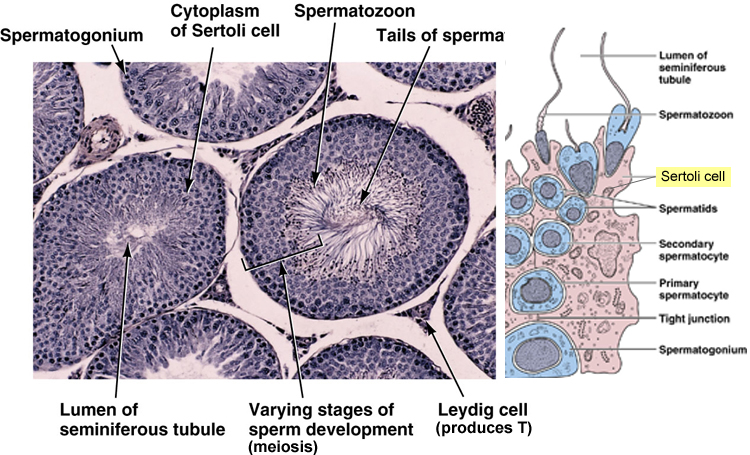 Spermatogonium
Cytoplasm
of Sertoli cell
Spermatozoon
Tails of sperma
Lumen of
seminiferous tubule
Varying stages of
sperm development
(meiosis)
Leydig cell
(produces T)
Lumen of
seminiferous
tubule
Spermatozoon
Sertoli cell
Spermatids
Secondary
spermatocyte
Primary
spermatocyte
Tight junction
Spermatogonium